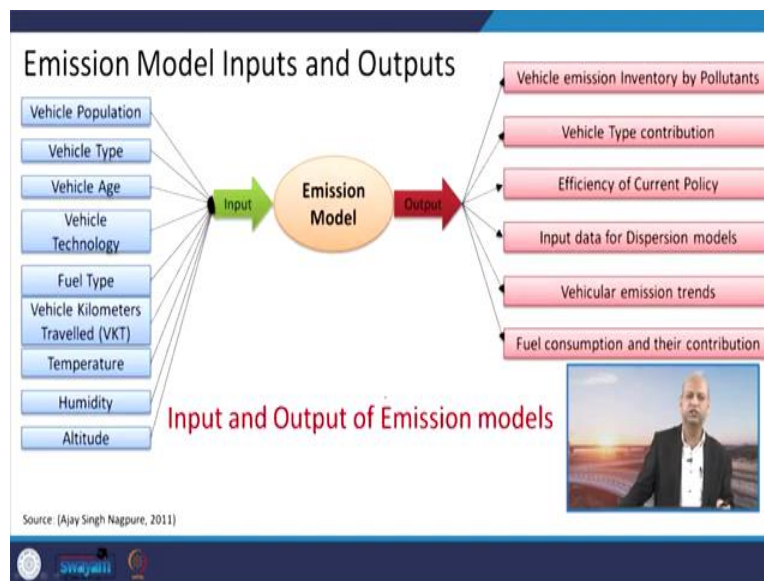 Emission Model Inputs and Outputs
Vehicle Population
Vehicle Type
Vehicle Age
Vehicle
Technology
Fuel Type
Vehicle Kilometers
Travelled (VKT)
Temperature
Humidity
Altitude
Input
Emission
Model
Output
Vehicle emission Inventory by Pollutants
Vehicle Type contribution
Efficiency of Current Policy
Input data for Dispersion models
Vehicular emission trends
Fuel consumption and their contribution
Input and Output of Emission models
Source: (Ajay Singh Nagpure, 2011)
swayam